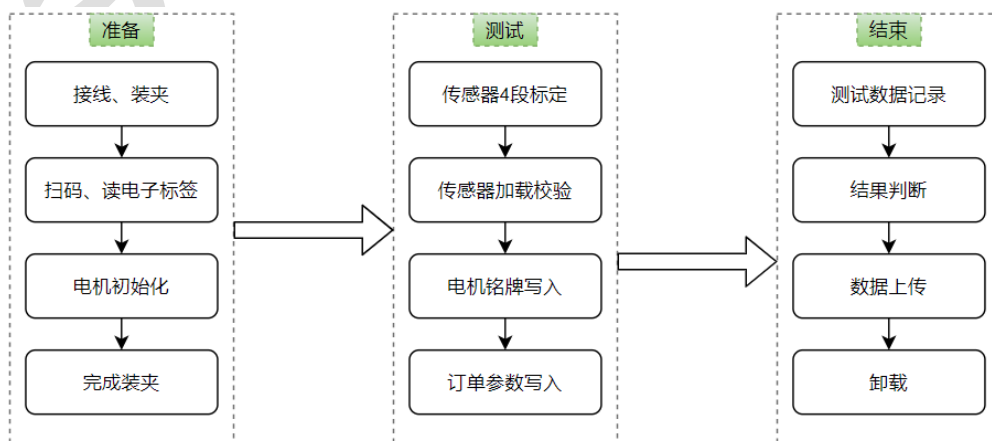 准备
接线、装夹
扫码、读电子标签
电机初始化
完成装夹
测试
传感器4段标定
传感器加载校验
电机铭牌写入
订单参数写入
结束
测试数据记录
结果判断
数据上传
卸载